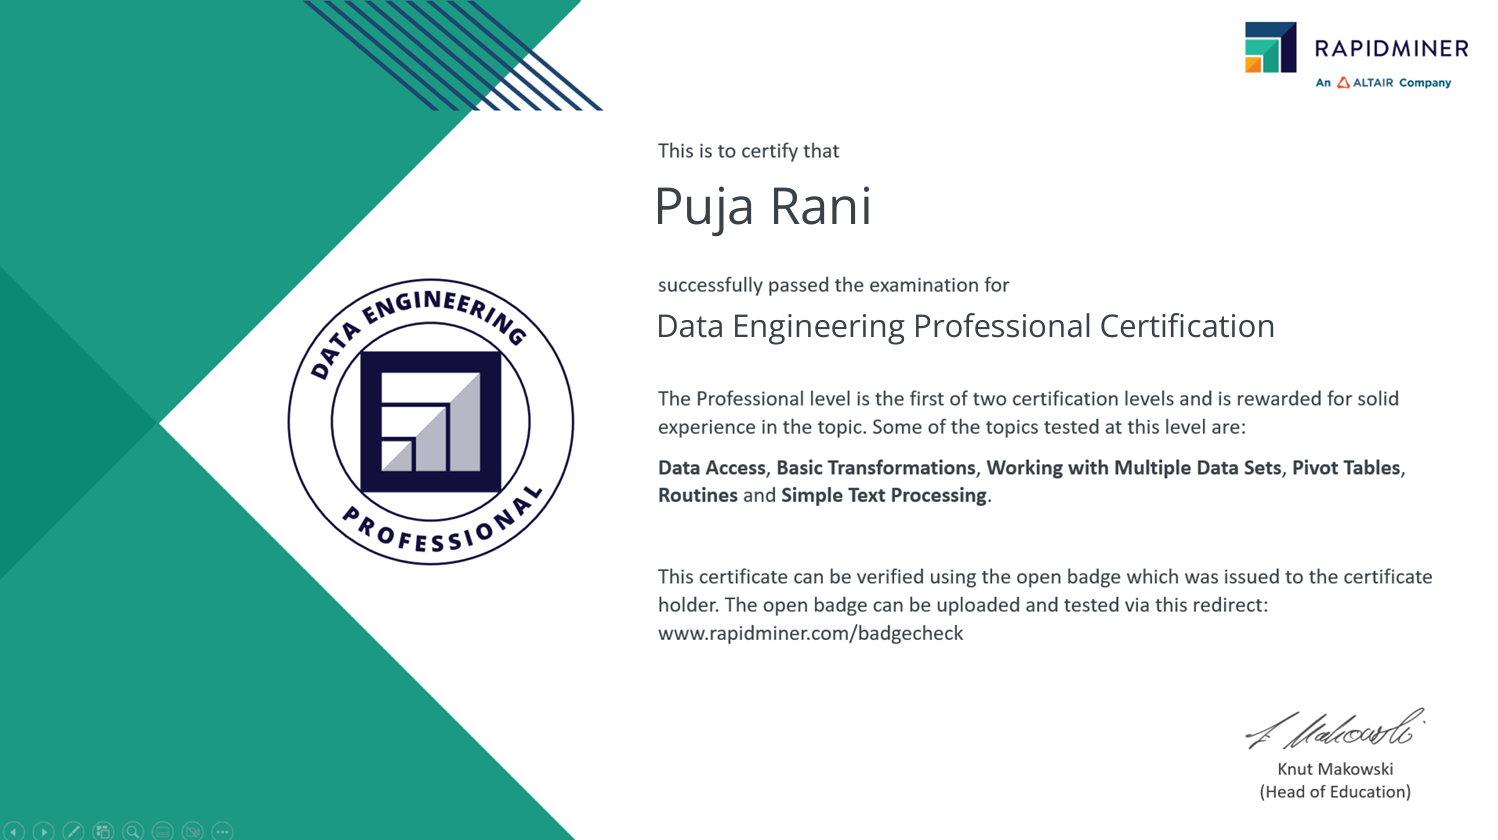 RAPIDMINER
An ALTAIR Company
This is to certify that
Puja Rani
successfully passed the examination for
Data Engineering Professional Certification
DATA ENGINEERING
PROFESSIONAL
The Professional level is the first of two certification levels and is rewarded for solid
experience in the topic. Some of the topics tested at this level are:
Data Access, Basic Transformations, Working with Multiple Data Sets, Pivot Tables,
Routines and Simple Text Processing.
This certificate can be verified using the open badge which was issued to the certificate
holder. The open badge can be uploaded and tested via this redirect:
www.rapidminer.com/badgecheck
Knut Makowski
(Head of Education)